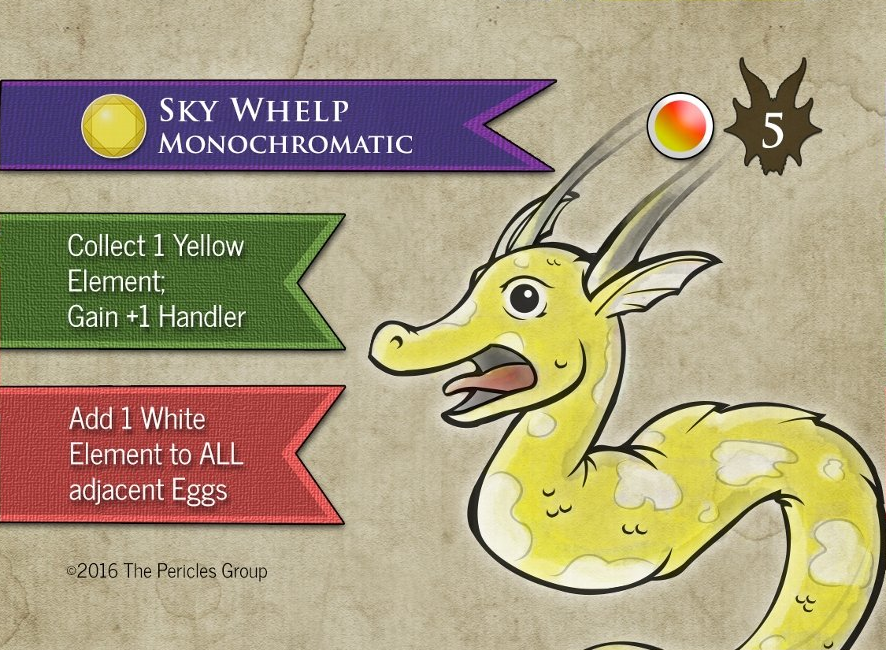 Sky Whelp
Monochromatic
5
Collect 1 Yellow
Element;
Gain +1 Handler
Add 1 White
Element to ALL
adjacent Eggs
©2016 The Pericles Group